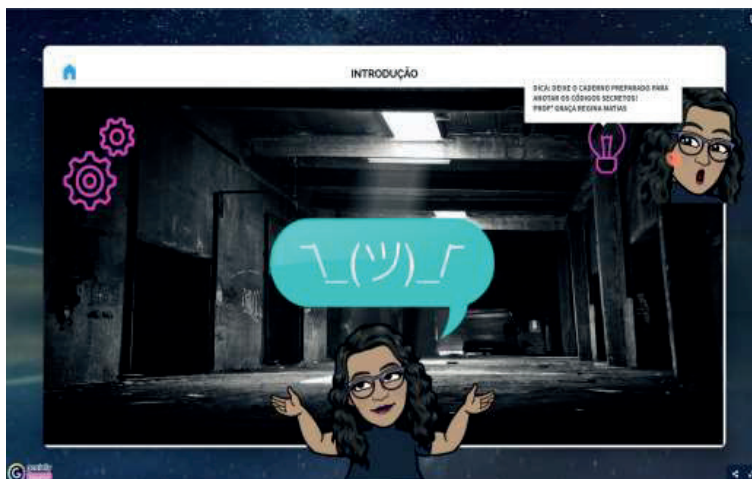 INTRODUÇÃO
DICA: DEIXE O CADERNO PREPARADO PARA
ANOTAR OS CÓDIGOS SECRETOS!
PROFª GRAÇA REGINA MATIAS
¯\_(ツ)_/¯